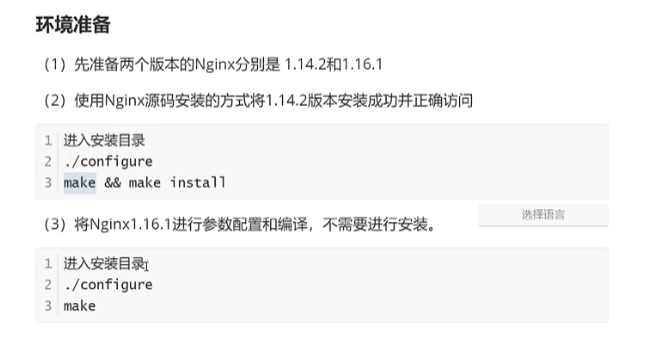 环境准备
（1）先准备两个版本的Nginx分别是 1.14.2和1.16.1
（2）使用Nginx源码安装的方式将1.14.2版本安装成功并正确访问
1 进入安装目录
2 ./configure
3 make && make install
（3）将Nginx1.16.1进行参数配置和编译，不需要进行安装。
选择语言
1 进入安装目录
2 ./configure
3 make